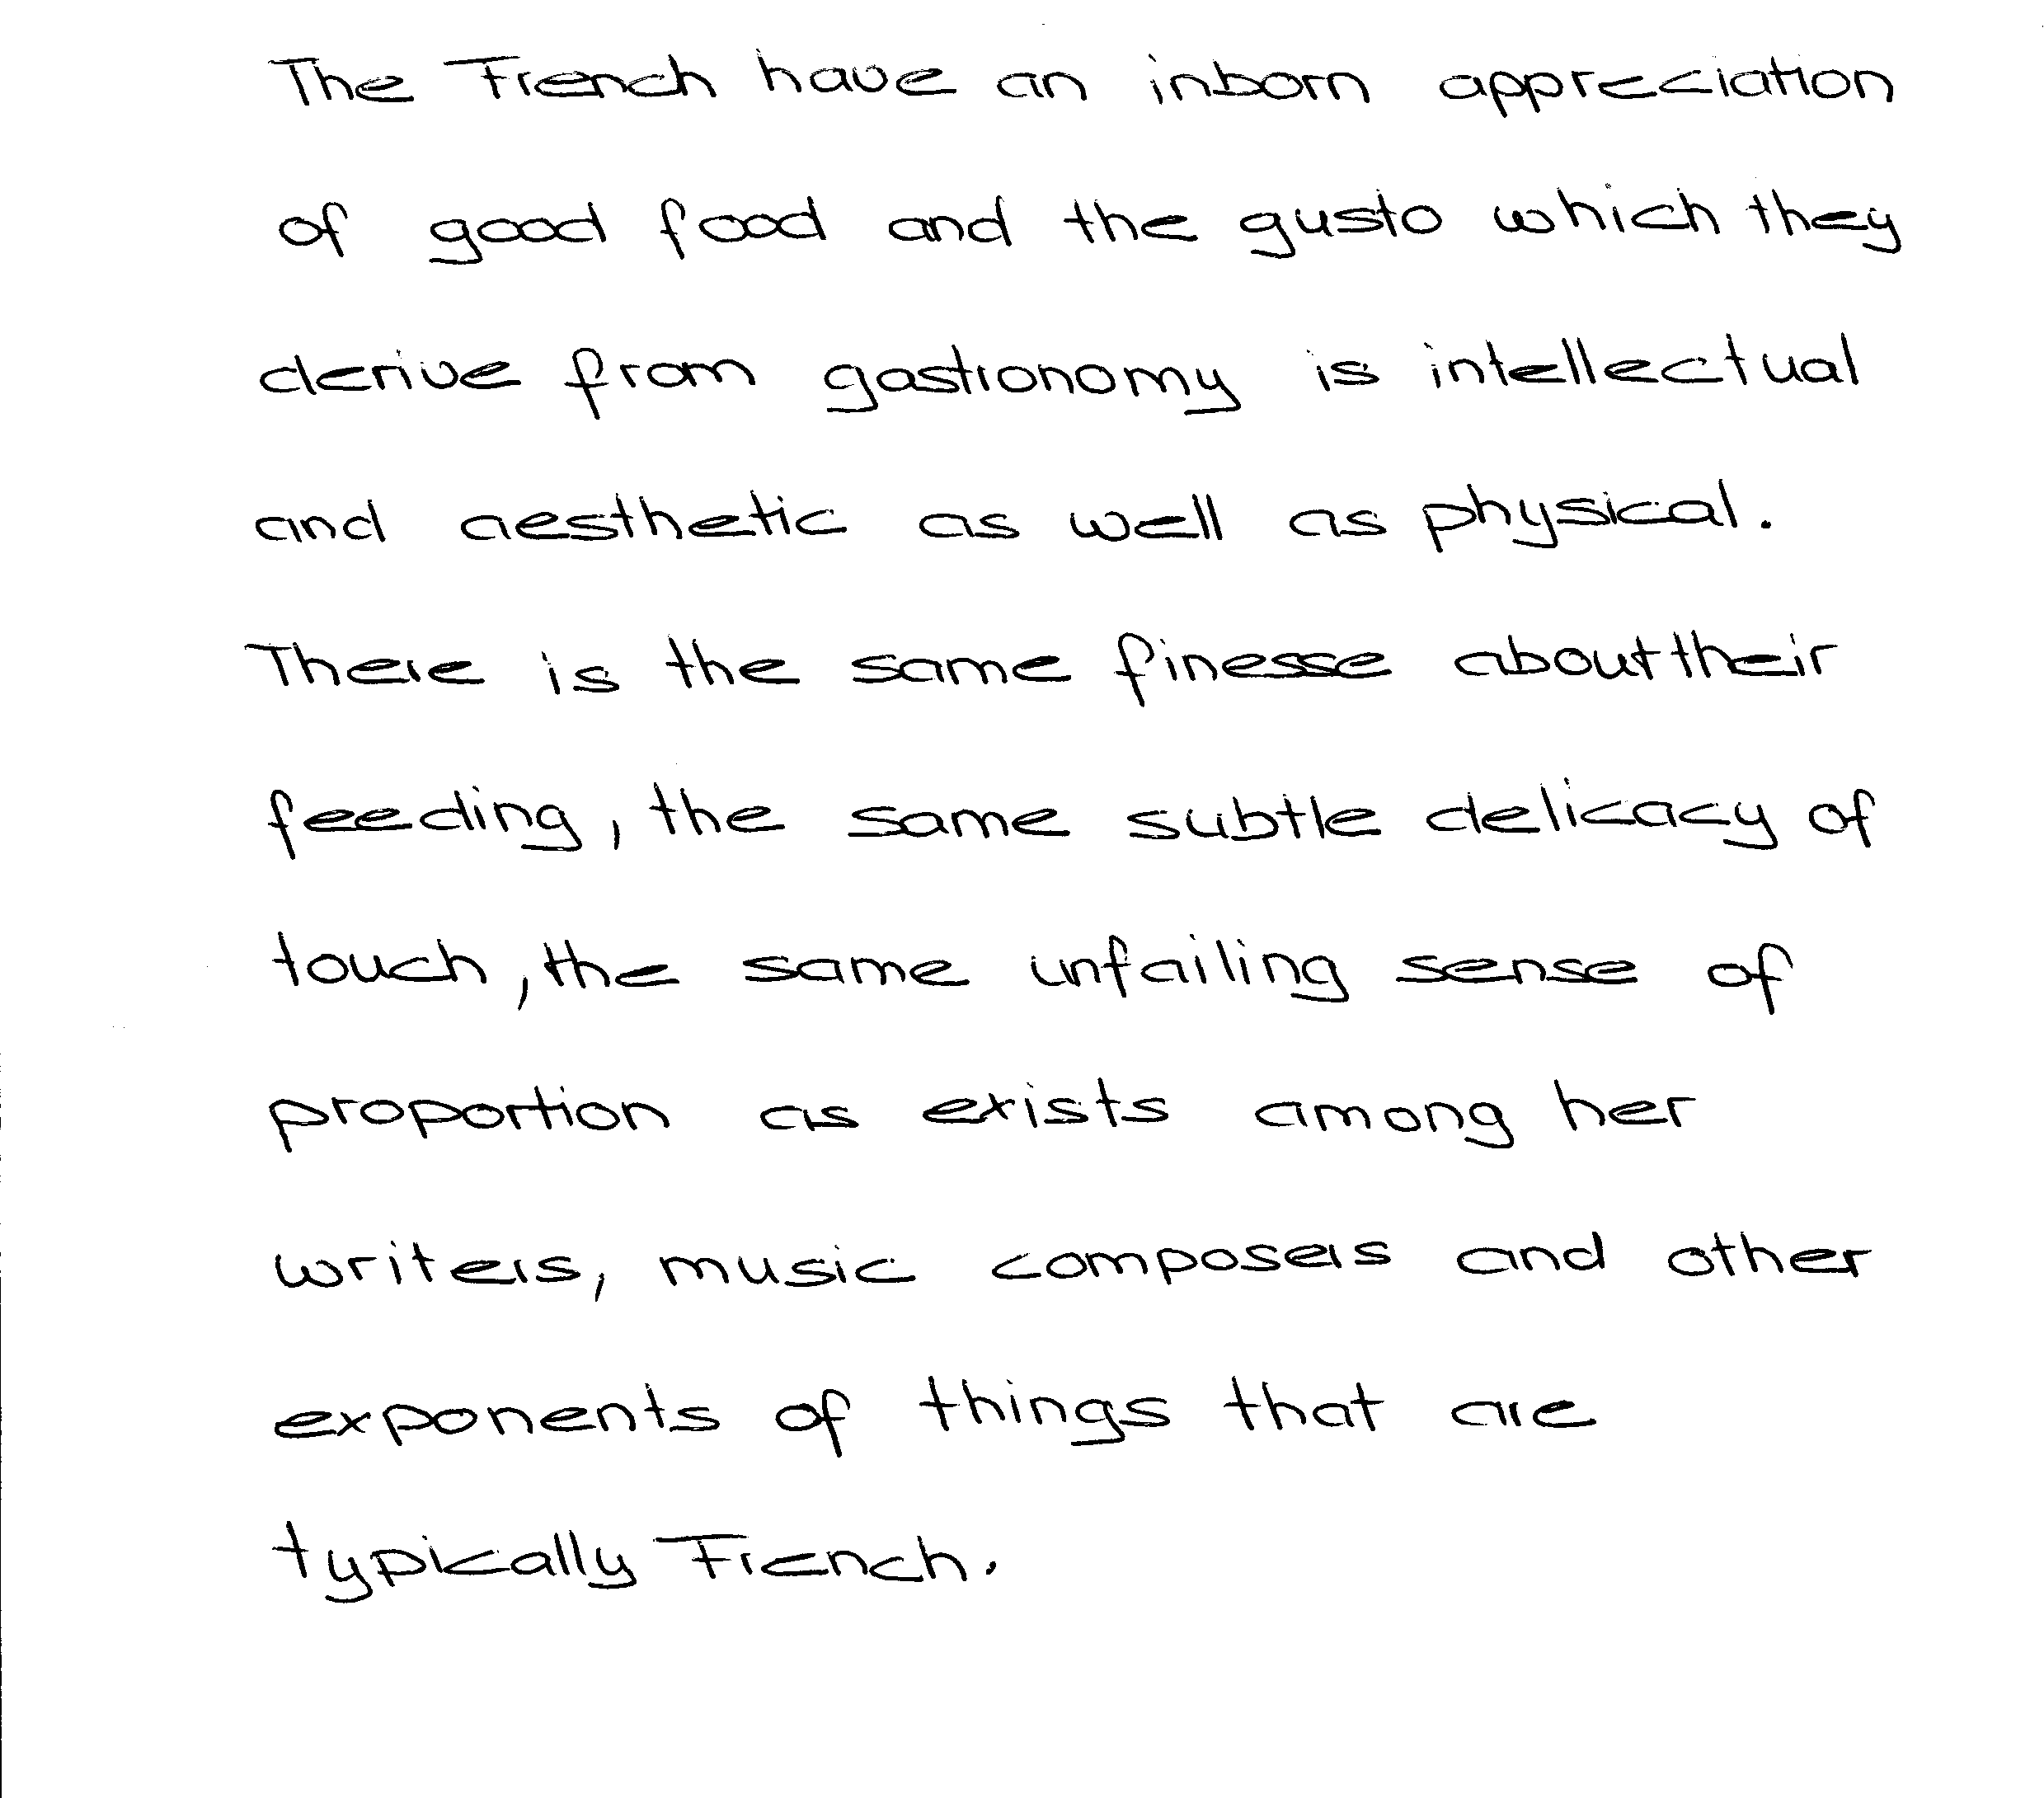 The French have an inborn appreciation
of good food and the gusto which they
derive from gastronomy is intellectual
and aesthetic as well as physical.
There is the same finesse about their
feeding, the same subtle delicacy of
touch, the same unfailing sense of
proportion as exists among her
writers, music composers and other
exponents of things that are
typically French.